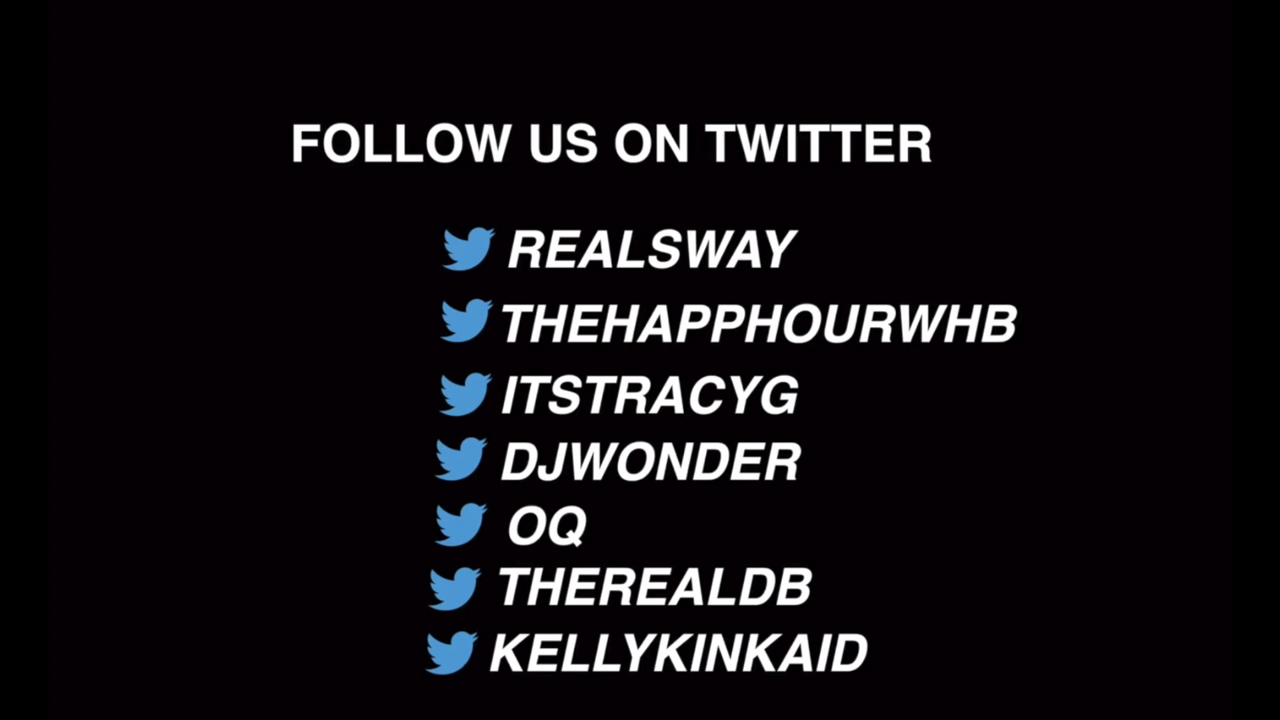 FOLLOW US ON TWITTER
REALSWAY
THEHAPPHOURWHB
ITSTRACYG
DJWONDER
OQ
THEREALDB
KELLYKINKAID